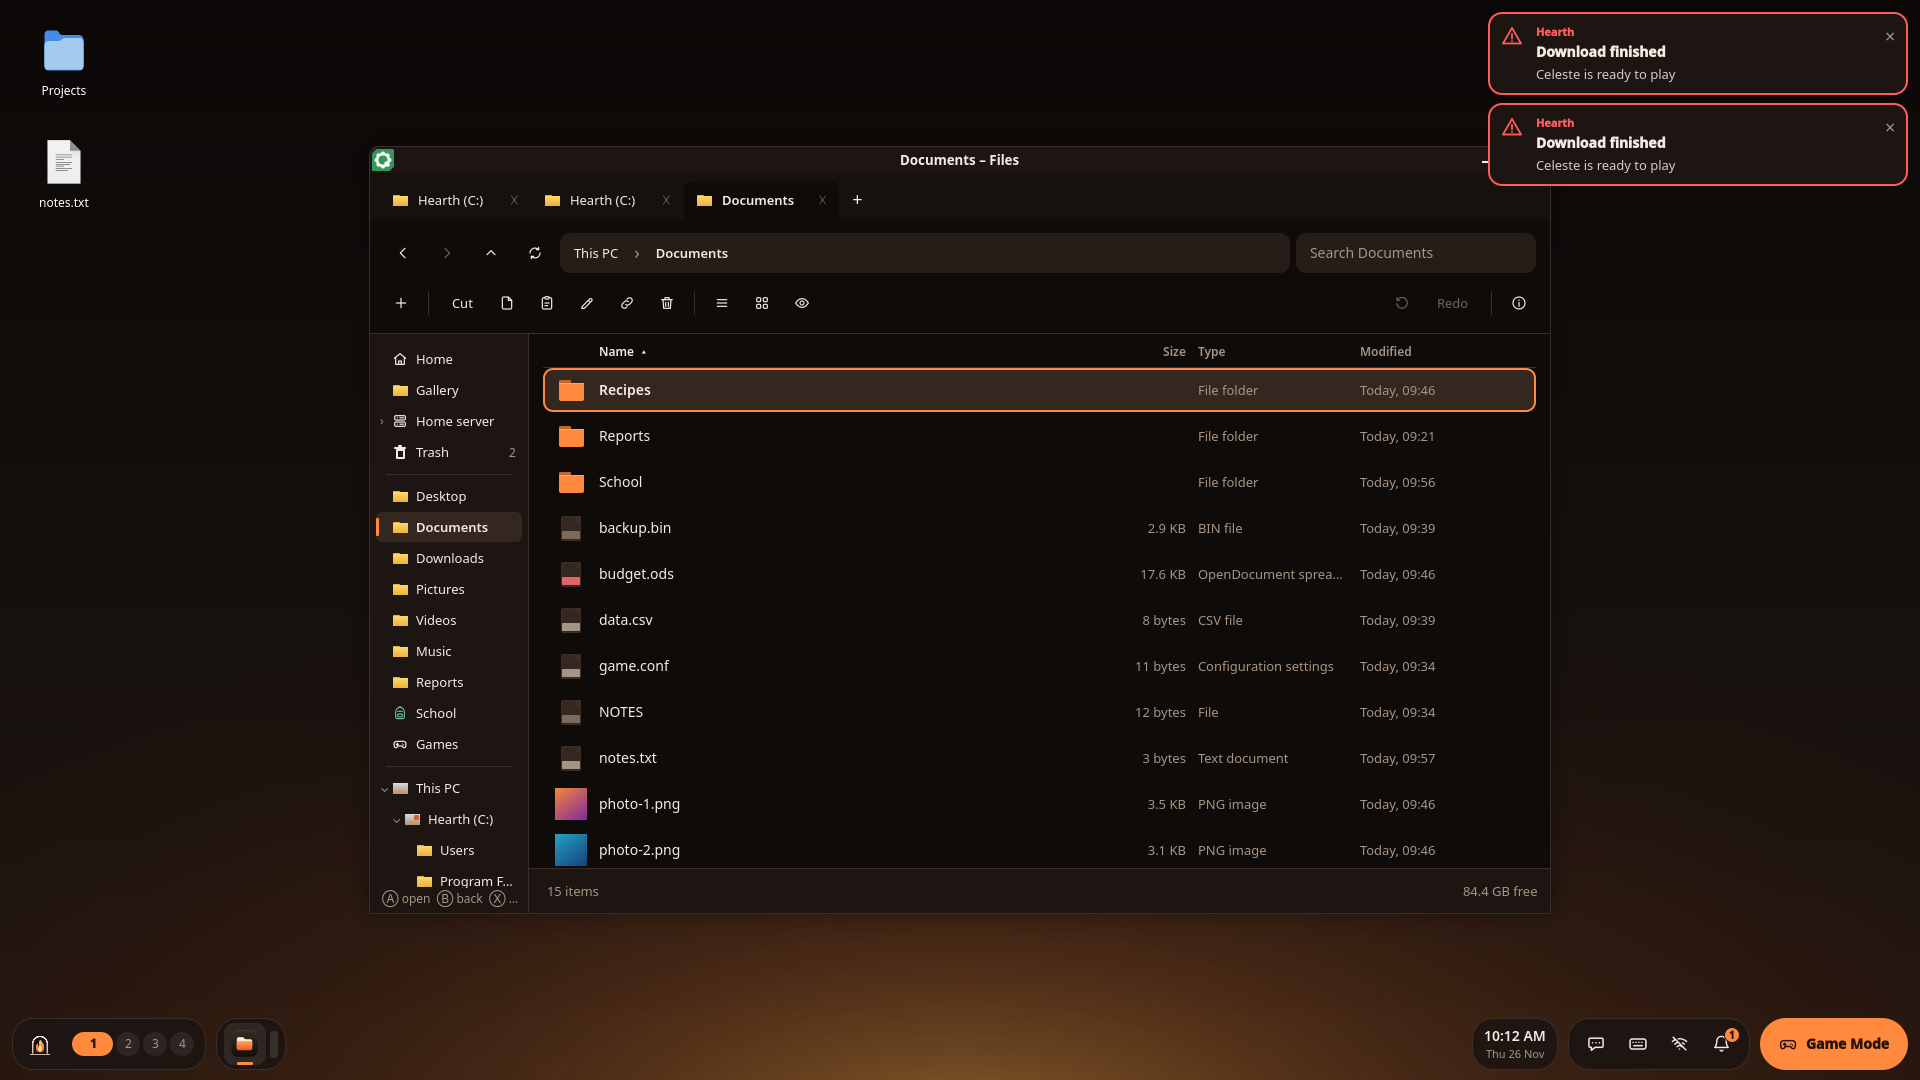 Projects
notes.txt
Hearth
Download finished
Celeste is ready to play
Hearth
Download finished
Celeste is ready to play
Documents – Files
Hearth (C:) X
Hearth (C:) X
Documents X +
This PC › Documents
Search Documents
Cut
Redo
Home
Gallery
Home server
Trash 2
Desktop
Documents
Downloads
Pictures
Videos
Music
Reports
School
Games
This PC
Hearth (C:)
Users
Program F...
A open B back X ...
Name Size Type Modified
Recipes File folder Today, 09:46
Reports File folder Today, 09:21
School File folder Today, 09:56
backup.bin 2.9 KB BIN file Today, 09:39
budget.ods 17.6 KB OpenDocument sprea... Today, 09:46
data.csv 8 bytes CSV file Today, 09:39
game.conf 11 bytes Configuration settings Today, 09:34
NOTES 12 bytes File Today, 09:34
notes.txt 3 bytes Text document Today, 09:57
photo-1.png 3.5 KB PNG image Today, 09:46
photo-2.png 3.1 KB PNG image Today, 09:46
15 items 84.4 GB free
1 2 3 4
10:12 AM
Thu 26 Nov
1
Game Mode